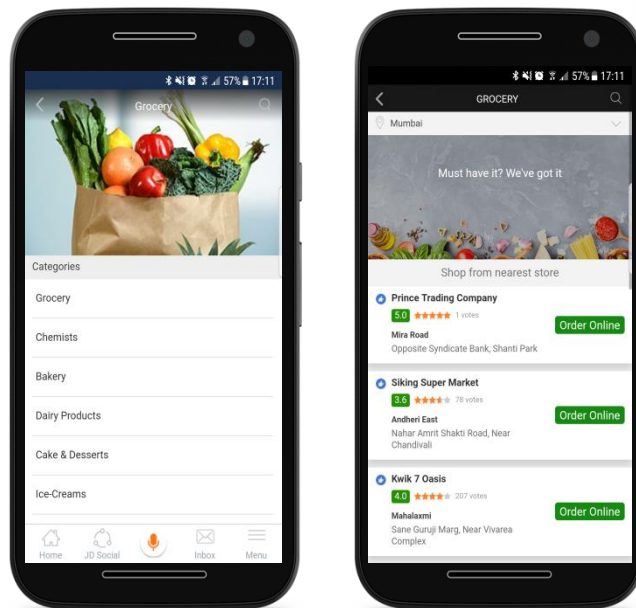 57% 17:11
Grocery
Categories
Grocery
Chemists
Bakery
Dairy Products
Cake & Desserts
Ice-Creams
Home JD Social Inbox Menu
57% 17:11
GROCERY
Mumbai
Must have it? We've got it
Shop from nearest store
Prince Trading Company
5.0 1 votes
Order Online
Mira Road
Opposite Syndicate Bank, Shanti Park
Siking Super Market
3.6 78 votes
Order Online
Andheri East
Nahar Amrit Shakti Road, Near
Chandivali
Kwik 7 Oasis
4.0 207 votes
Order Online
Mahalaxmi
Sane Guruji Marg, Near Vivarea
Complex